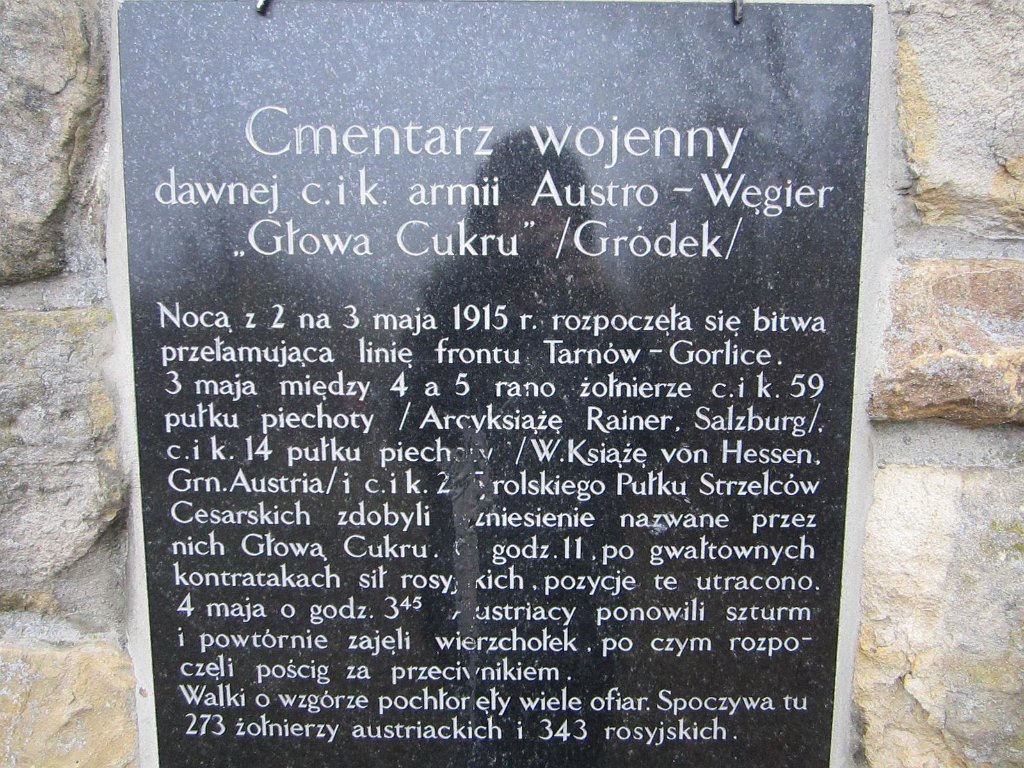 Cmentarz wojenny
dawnej c.i k. armii Austro – Węgier
„Głowa Cukru" /Gródek/
Nocą z 2 na 3 maja 1915 r. rozpoczęła się bitwa
przełamująca linię frontu Tarnów – Gorlice.
3 maja między 4 a 5 rano żołnierze c.i k. 59
pułku piechoty /Arcyksiążę Rainer, Salzburg/,
c.i k. 14 pułku piechoty /W.Książę von Hessen,
Grn.Austria/ i c.i k. Tyrolskiego Pułku Strzelców
Cesarskich zdobyli wzniesienie nazwane przez
nich Głową Cukru. godz. 11, po gwałtownych
kontratakach sił rosyjskich, pozycje te utracono.
4 maja o godz. 3⁴⁵ Austriacy ponowili szturm
i powtórnie zajęli wierzchołek, po czym rozpo-
częli pościg za przeciwnikiem.
Walki o wzgórze pochłonęły wiele ofiar. Spoczywa tu
273 żołnierzy austriackich i 343 rosyjskich.